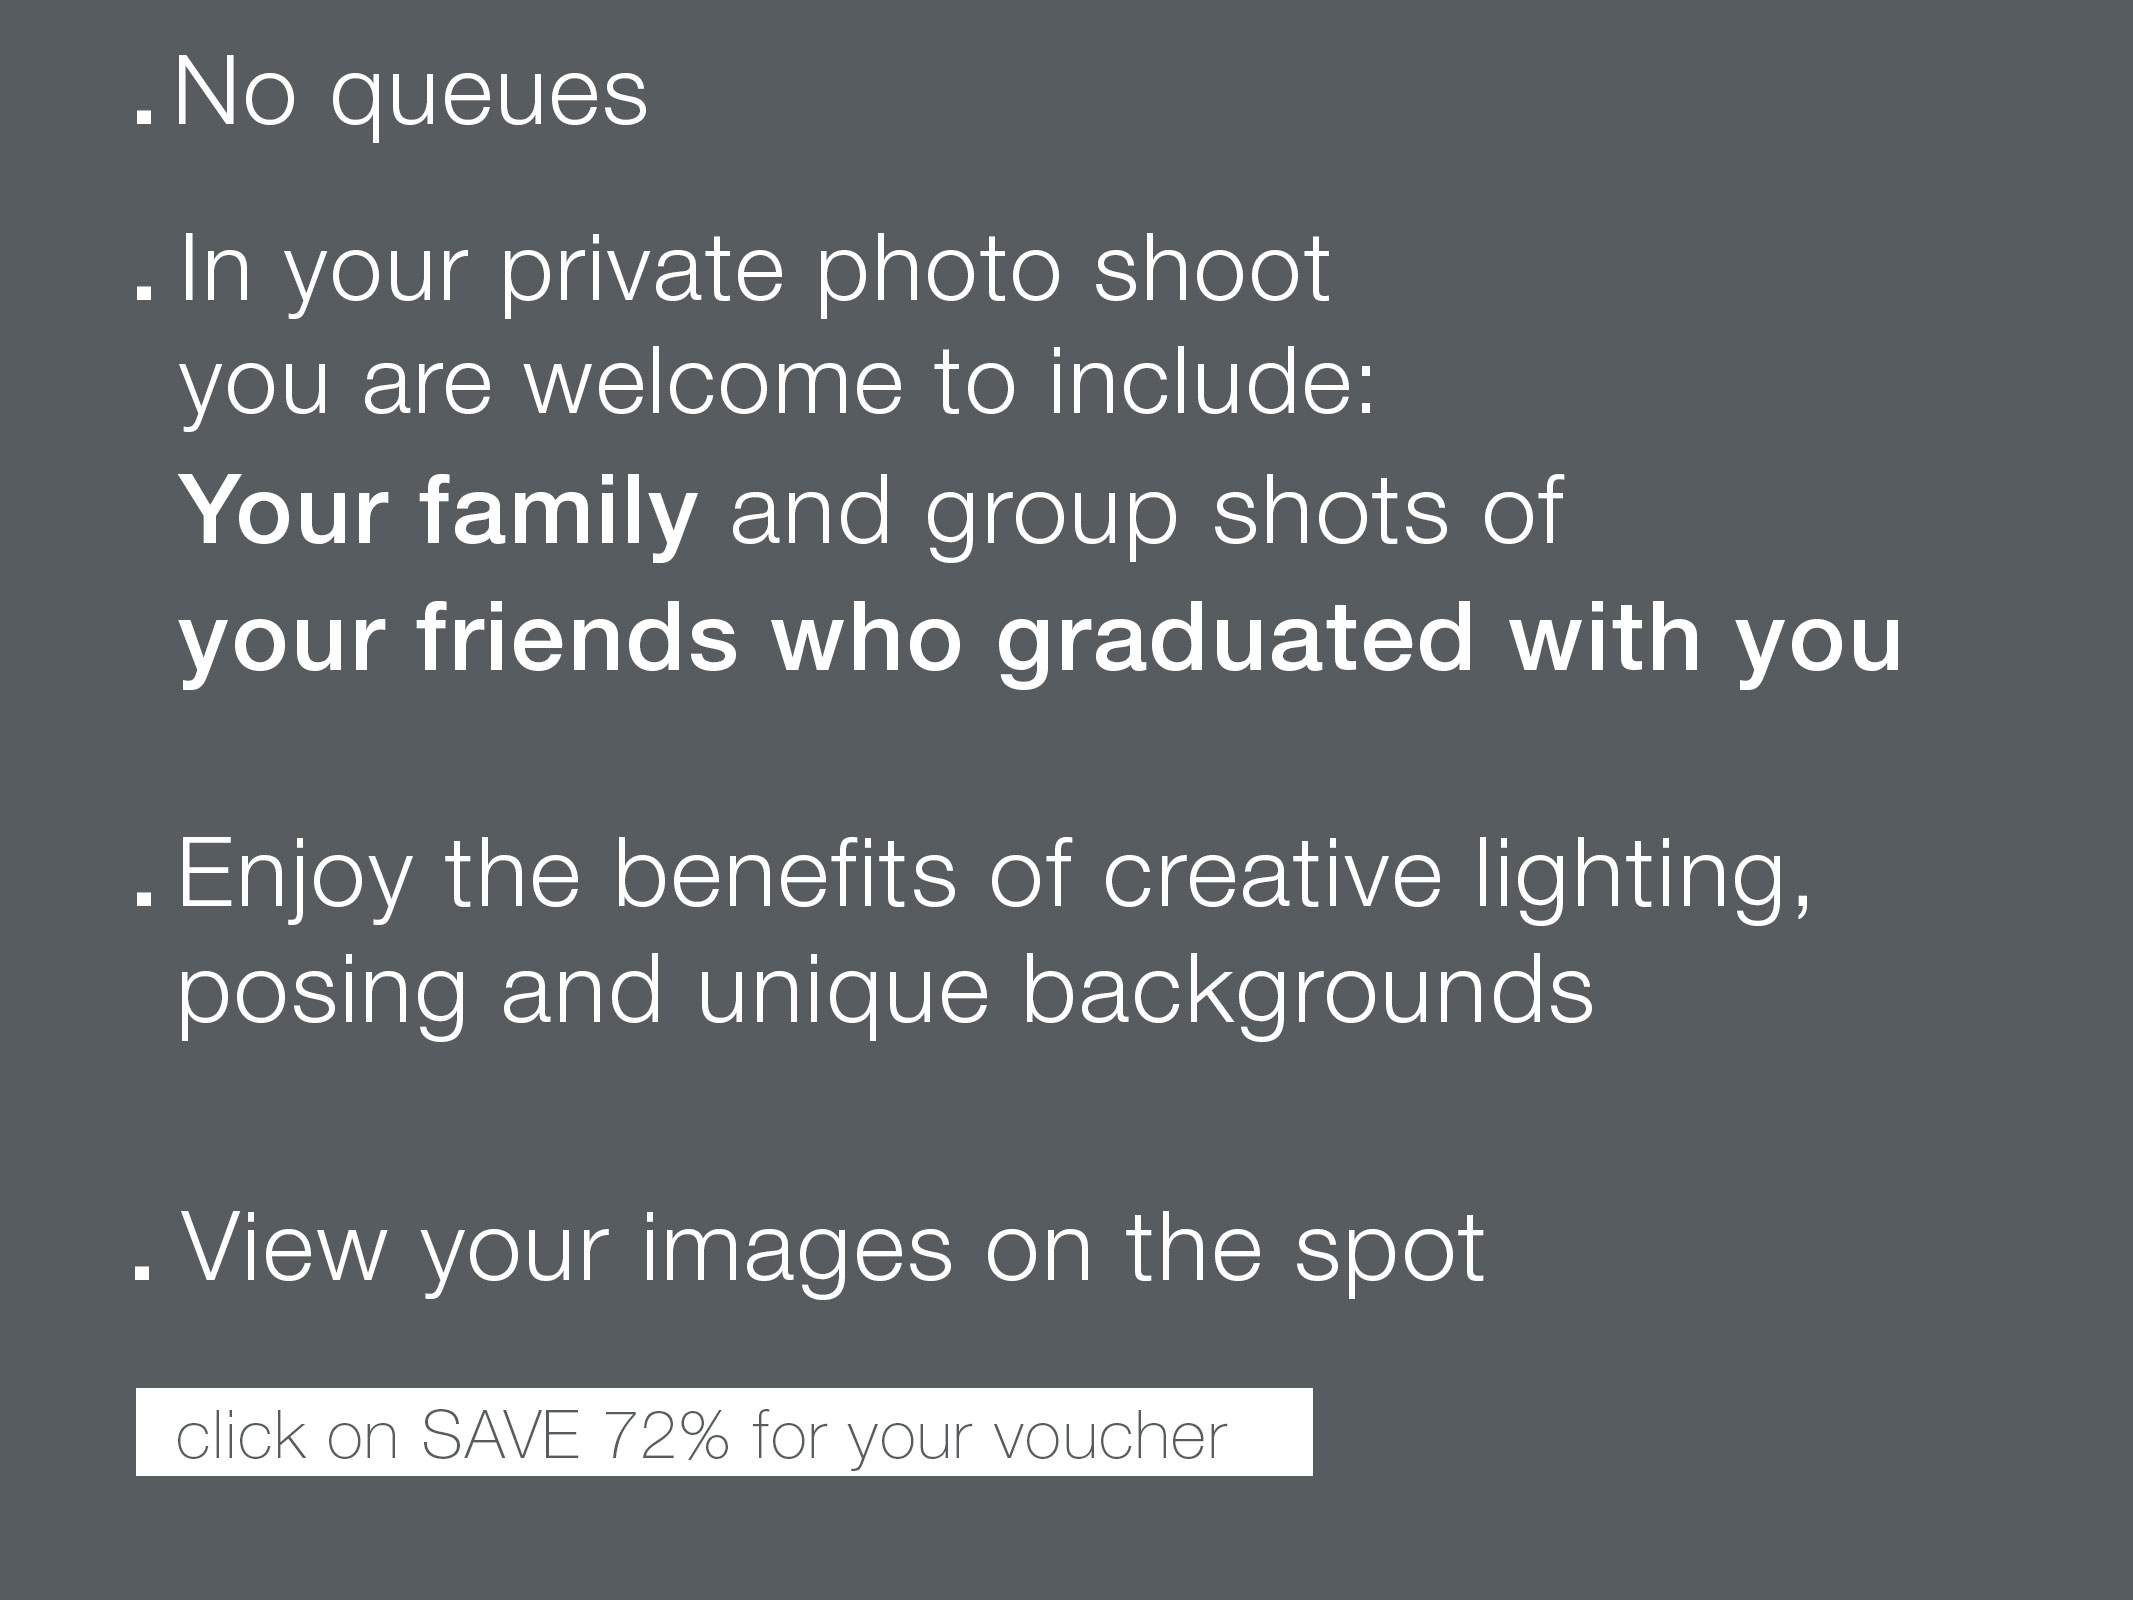 . No queues
. In your private photo shoot
you are welcome to include:
Your family and group shots of
your friends who graduated with you
. Enjoy the benefits of creative lighting,
posing and unique backgrounds
. View your images on the spot
click on SAVE 72% for your voucher